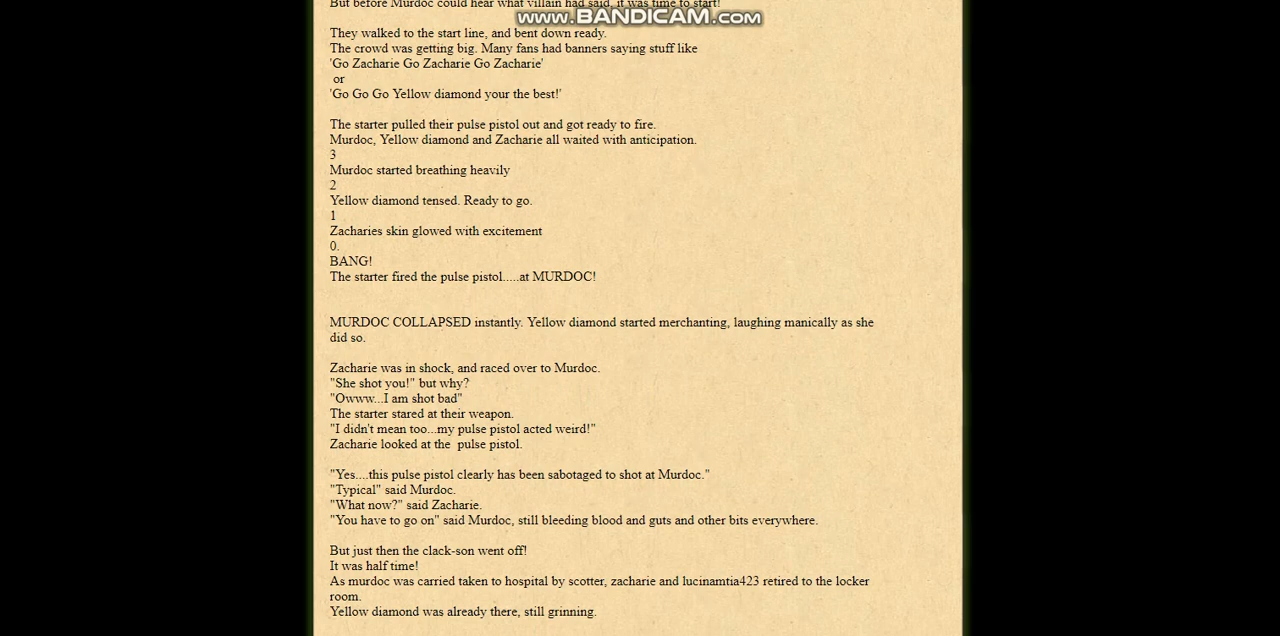 But before Murdoc could hear what villain had said, it was time to start!
www.BANDICAM.com
They walked to the start line, and bent down ready.
The crowd was getting big. Many fans had banners saying stuff like
'Go Zacharie Go Zacharie Go Zacharie'
or
'Go Go Go Yellow diamond your the best!'
The starter pulled their pulse pistol out and got ready to fire.
Murdoc, Yellow diamond and Zacharie all waited with anticipation.
3
Murdoc started breathing heavily
2
Yellow diamond tensed. Ready to go.
1
Zacharies skin glowed with excitement
0.
BANG!
The starter fired the pulse pistol.....at MURDOC!
MURDOC COLLAPSED instantly. Yellow diamond started merchanting, laughing manically as she
did so.
Zacharie was in shock, and raced over to Murdoc.
"She shot you!" but why?
"Owww...I am shot bad"
The starter stared at their weapon.
"I didn't mean too...my pulse pistol acted weird!"
Zacharie looked at the  pulse pistol.
"Yes....this pulse pistol clearly has been sabotaged to shot at Murdoc."
"Typical" said Murdoc.
"What now?" said Zacharie.
"You have to go on" said Murdoc, still bleeding blood and guts and other bits everywhere.
But just then the clack-son went off!
It was half time!
As murdoc was carried taken to hospital by scotter, zacharie and lucinamtia423 retired to the locker
room.
Yellow diamond was already there, still grinning.